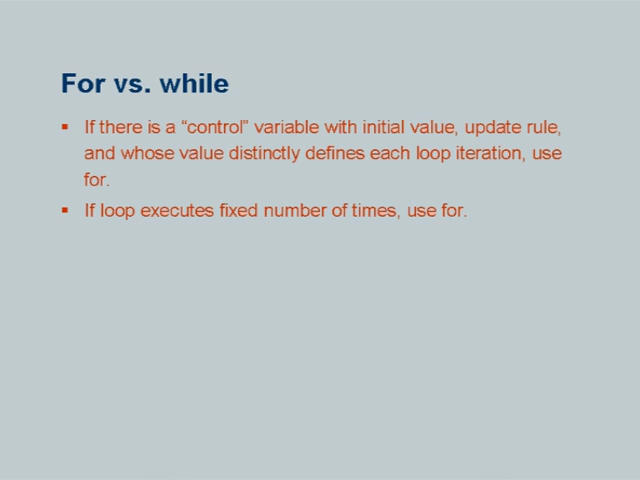 For vs. while
▪ If there is a “control” variable with initial value, update rule,
and whose value distinctly defines each loop iteration, use
for.
▪ If loop executes fixed number of times, use for.